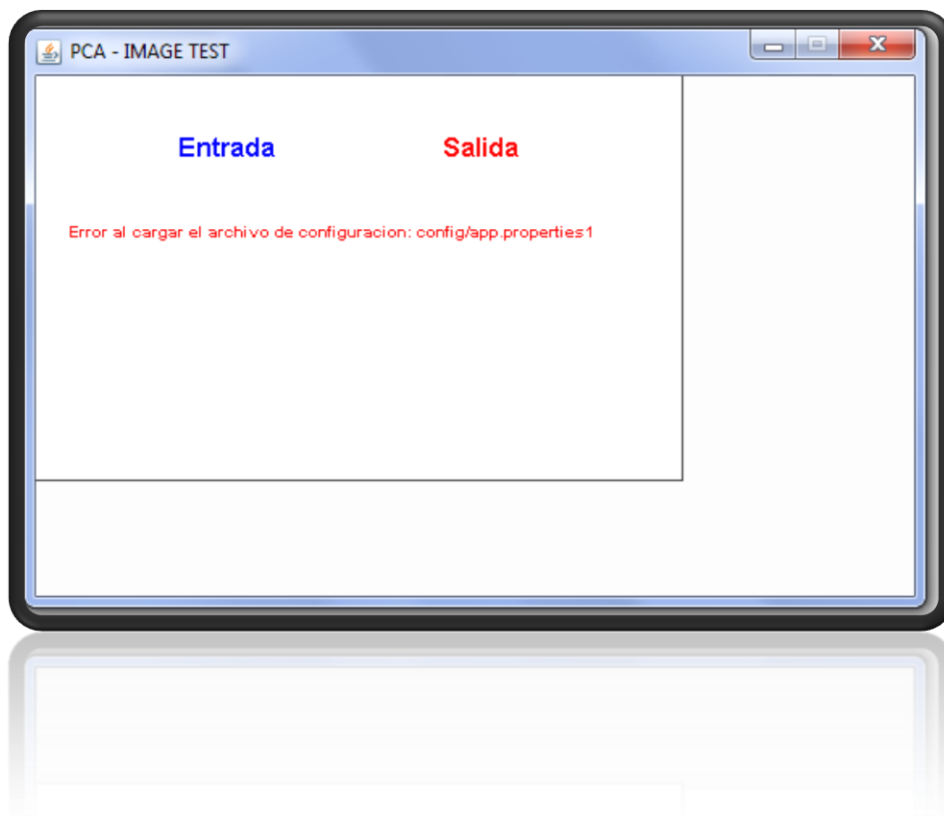 PCA - IMAGE TEST
Entrada Salida
Error al cargar el archivo de configuracion: config/app.properties1